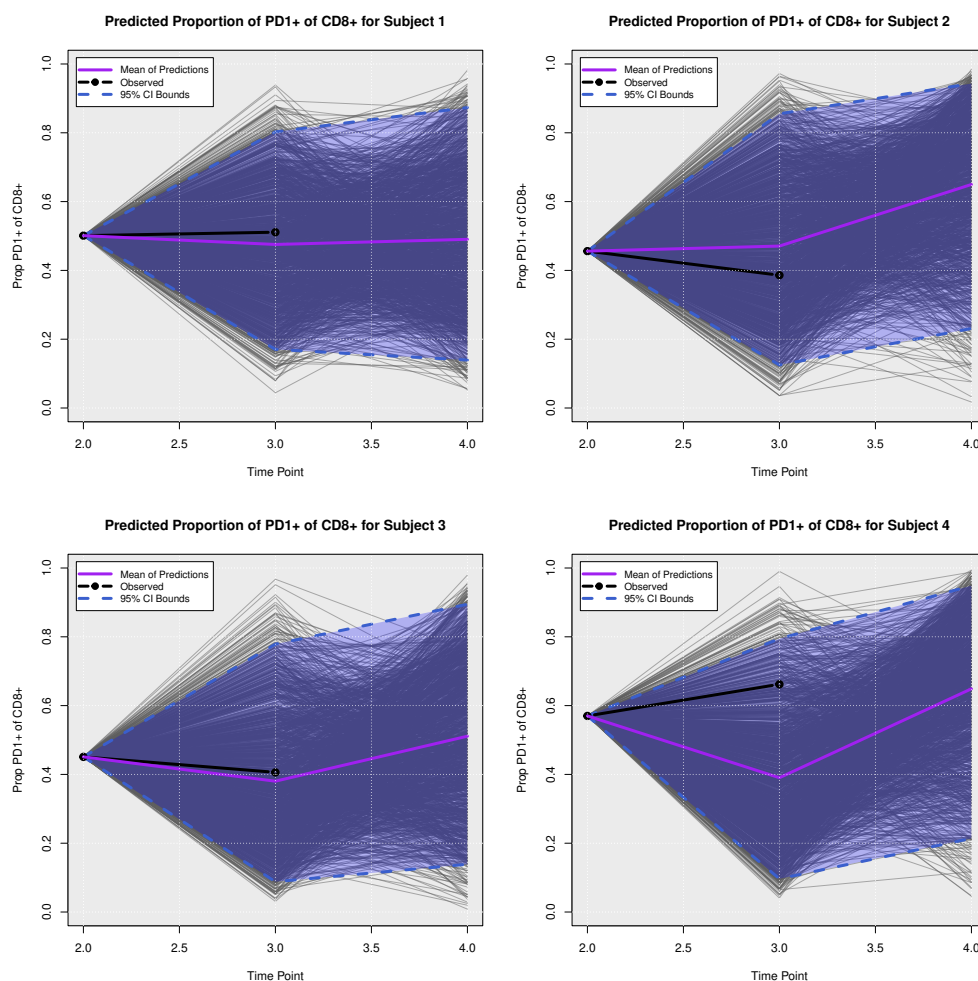 Predicted Proportion of PD1+ of CD8+ for Subject 1
Mean of Predictions
Observed
95% CI Bounds
Prop PD1+ of CD8+
1.0
0.8
0.6
0.4
0.2
0.0
2.0 2.5 3.0 3.5 4.0
Time Point
Predicted Proportion of PD1+ of CD8+ for Subject 2
Mean of Predictions
Observed
95% CI Bounds
Prop PD1+ of CD8+
1.0
0.8
0.6
0.4
0.2
0.0
2.0 2.5 3.0 3.5 4.0
Time Point
Predicted Proportion of PD1+ of CD8+ for Subject 3
Mean of Predictions
Observed
95% CI Bounds
Prop PD1+ of CD8+
1.0
0.8
0.6
0.4
0.2
0.0
2.0 2.5 3.0 3.5 4.0
Time Point
Predicted Proportion of PD1+ of CD8+ for Subject 4
Mean of Predictions
Observed
95% CI Bounds
Prop PD1+ of CD8+
1.0
0.8
0.6
0.4
0.2
0.0
2.0 2.5 3.0 3.5 4.0
Time Point